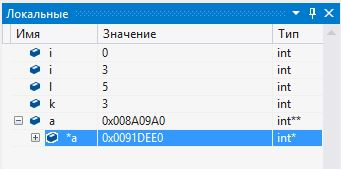 Локальные
Имя Значение Тип
i 0 int
i 3 int
l 5 int
k 3 int
a 0x008A09A0 int**
*a 0x0091DEE0 int*